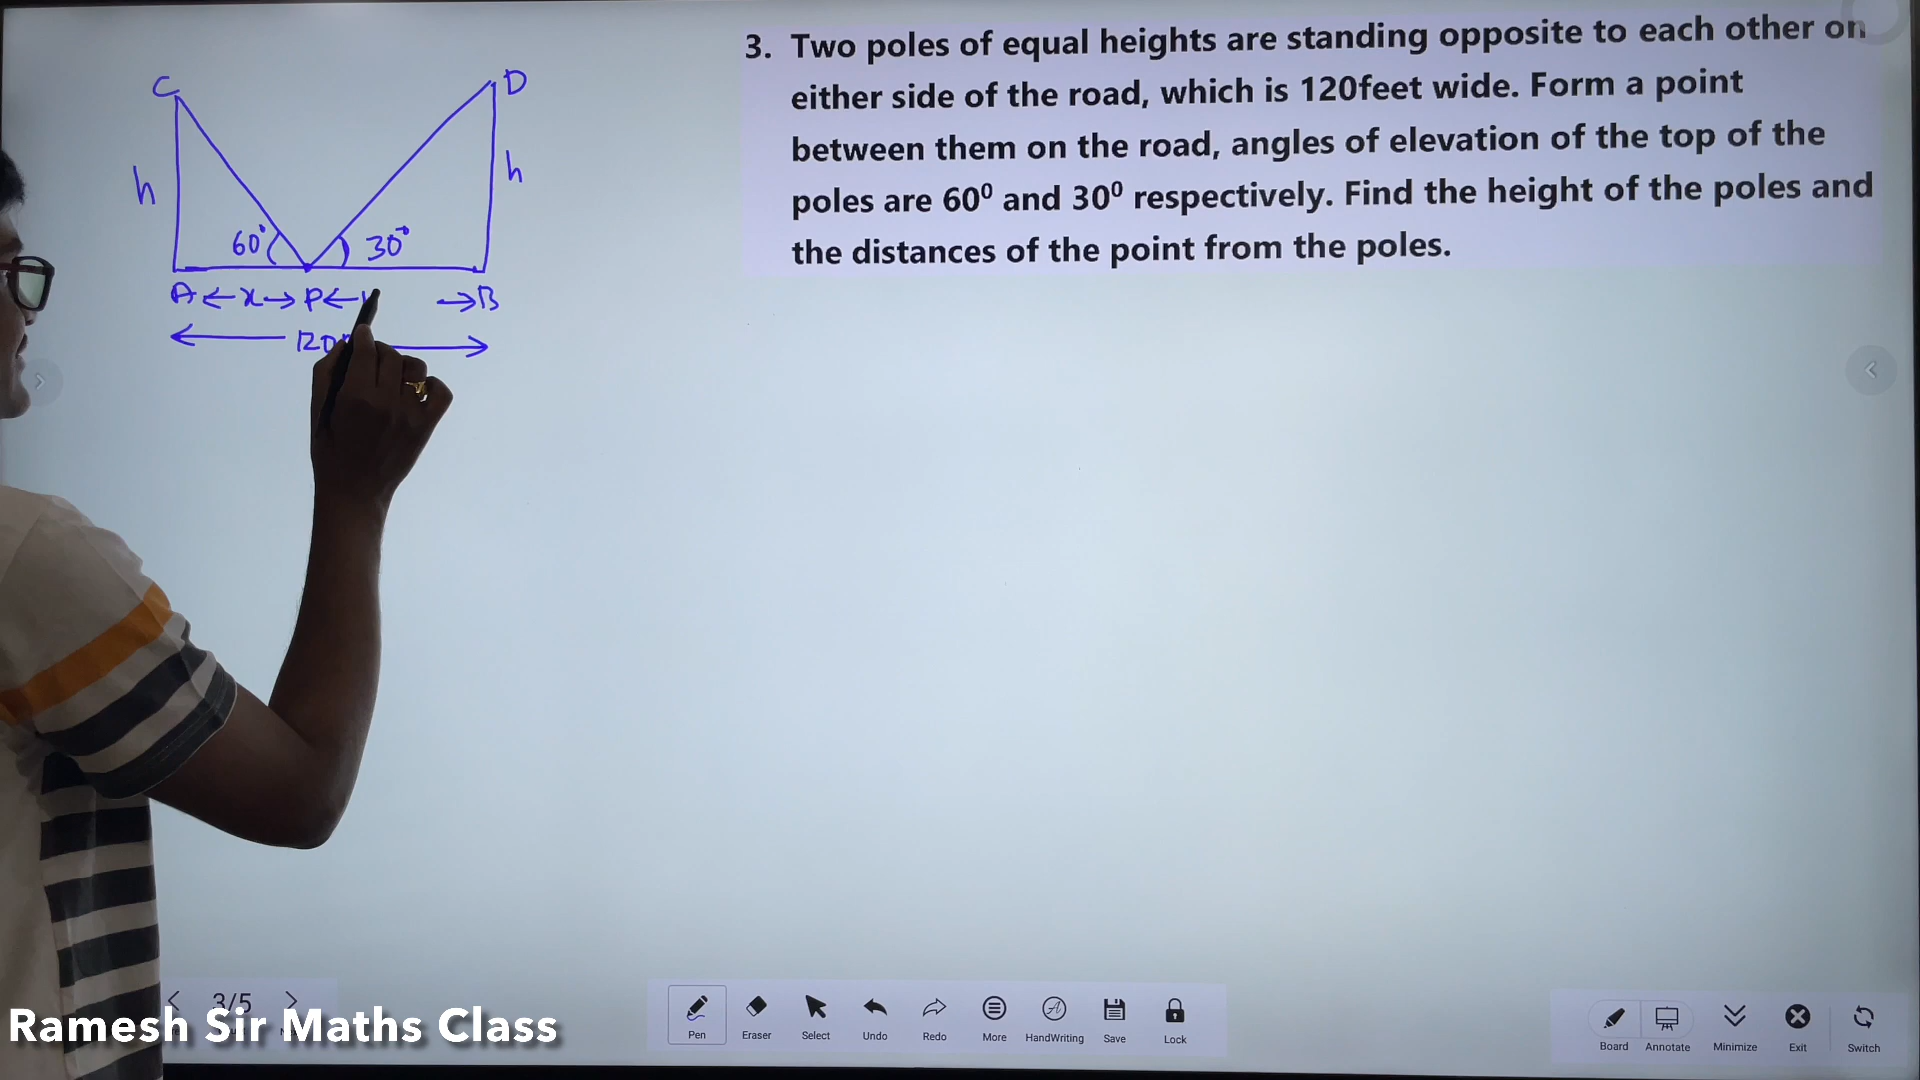 3. Two poles of equal heights are standing opposite to each other on
either side of the road, which is 120feet wide. Form a point
between them on the road, angles of elevation of the top of the
poles are 60⁰ and 30⁰ respectively. Find the height of the poles and
the distances of the point from the poles.
C D
h h
60° 30°
A ← x → P ← → B
← 120 →
3/5
Ramesh Sir Maths Class
Pen Eraser Select Undo Redo More HandWriting Save Lock
Board Annotate Minimize Exit Switch